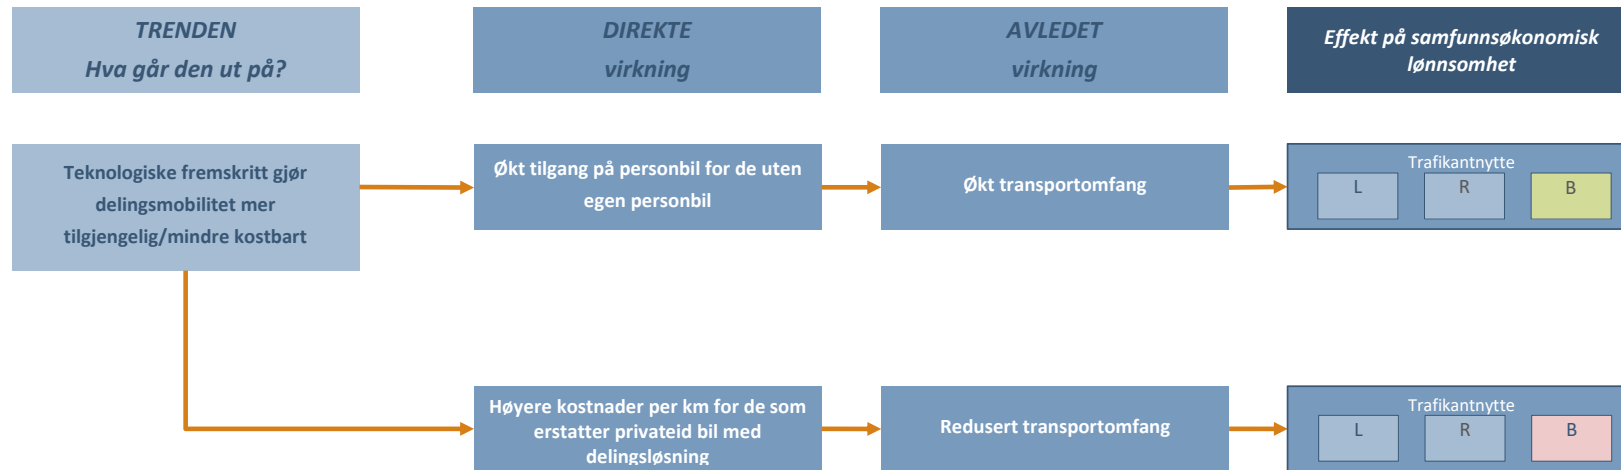 TRENDEN
Hva går den ut på?
DIREKTE
virkning
AVLEDET
virkning
Effekt på samfunnsøkonomisk
lønnsomhet
Teknologiske fremskritt gjør
delingsmobilitet mer
tilgjengelig/mindre kostbart
Økt tilgang på personbil for de uten
egen personbil
Økt transportomfang
Trafikantnytte
L
R
B
Høyere kostnader per km for de som
erstatter privateid bil med
delingsløsning
Redusert transportomfang
Trafikantnytte
L
R
B